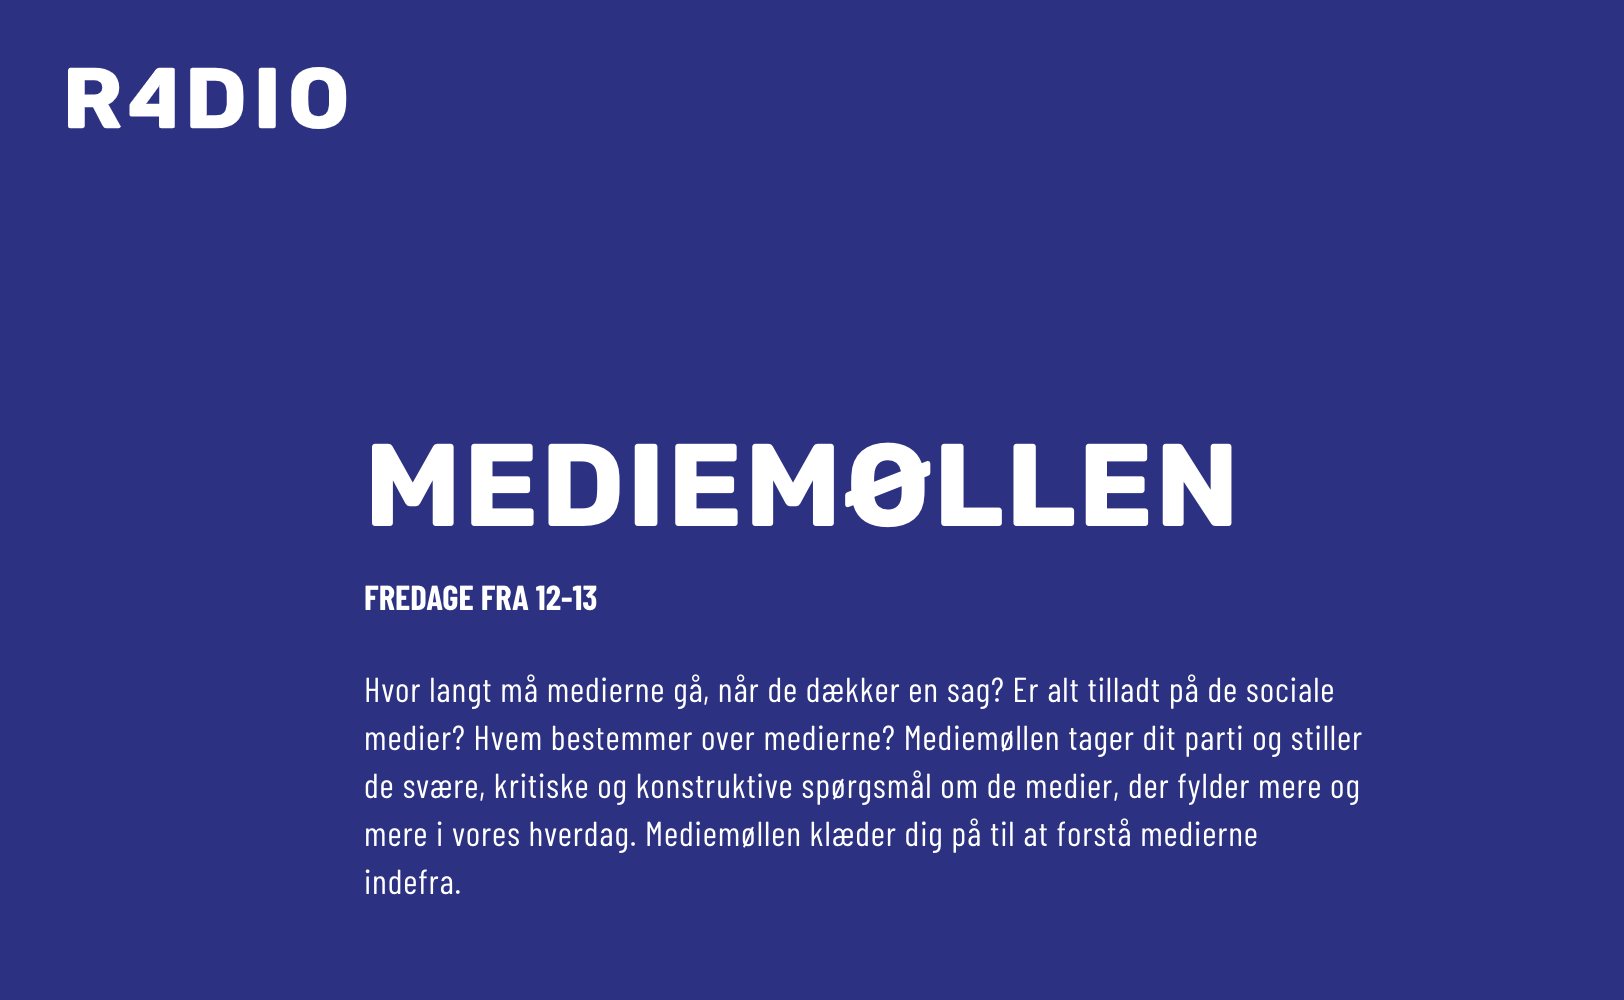 R4DIO
MEDIEMØLLEN
FREDAGE FRA 12-13
Hvor langt må medierne gå, når de dækker en sag? Er alt tilladt på de sociale
medier? Hvem bestemmer over medierne? Mediemøllen tager dit parti og stiller
de svære, kritiske og konstruktive spørgsmål om de medier, der fylder mere og
mere i vores hverdag. Mediemøllen klæder dig på til at forstå medierne
indefra.